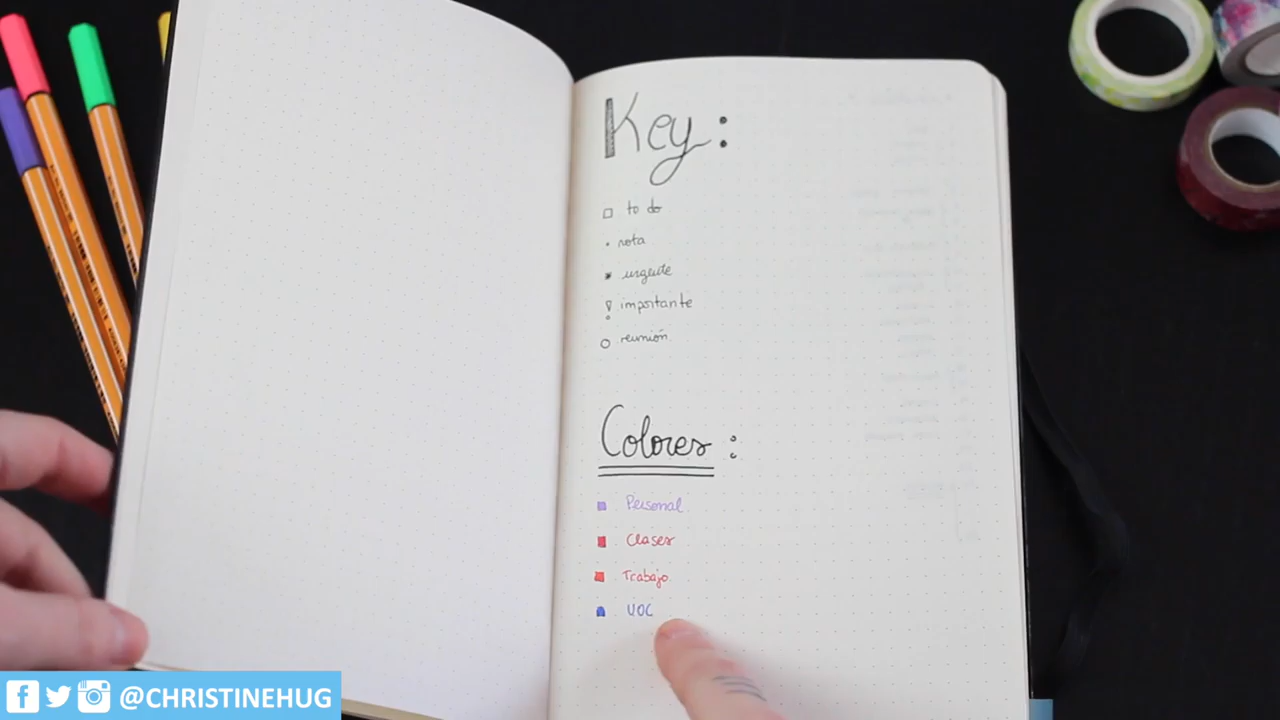 Key:
to do
nota
urgente
! importante
reunión
Colores:
Personal
Clases
Trabajo
UOC
@CHRISTINEHUG